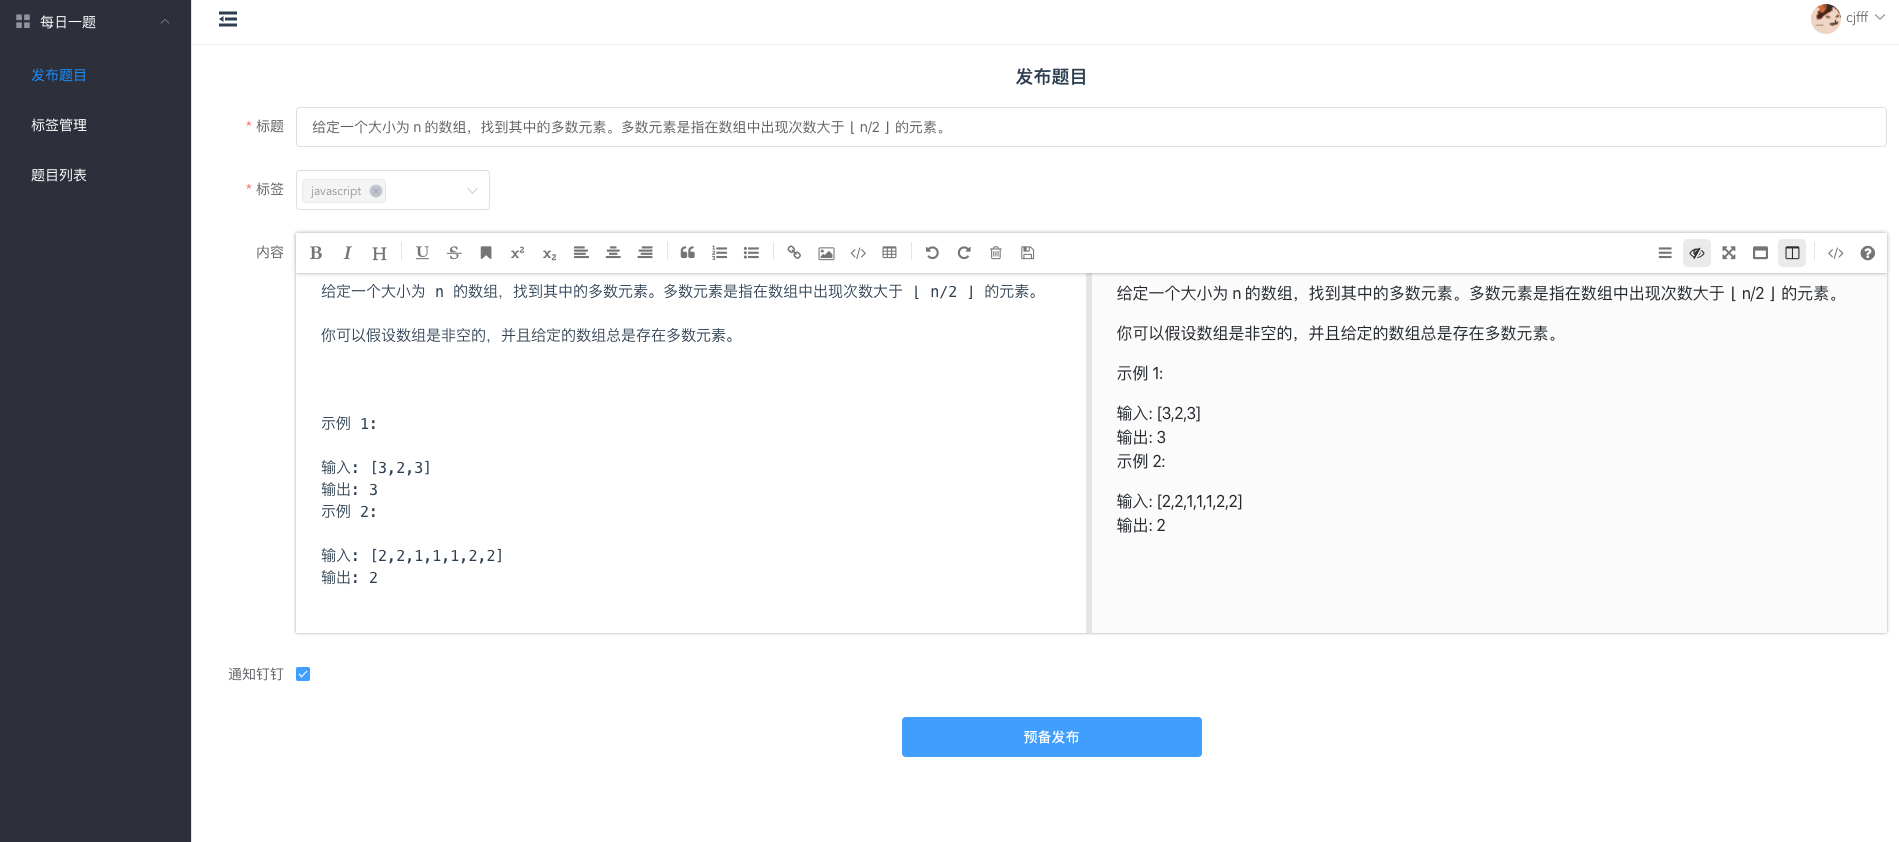 每日一题
发布题目
标签管理
题目列表
cjfff
发布题目
* 标题
给定一个大小为 n 的数组，找到其中的多数元素。多数元素是指在数组中出现次数大于 ⌊ n/2 ⌋ 的元素。
* 标签
javascript
内容
给定一个大小为 n 的数组，找到其中的多数元素。多数元素是指在数组中出现次数大于 ⌊ n/2 ⌋ 的元素。
你可以假设数组是非空的，并且给定的数组总是存在多数元素。
示例 1:
输入: [3,2,3]
输出: 3
示例 2:
输入: [2,2,1,1,1,2,2]
输出: 2
给定一个大小为 n 的数组，找到其中的多数元素。多数元素是指在数组中出现次数大于 ⌊ n/2 ⌋ 的元素。
你可以假设数组是非空的，并且给定的数组总是存在多数元素。
示例 1:
输入: [3,2,3]
输出: 3
示例 2:
输入: [2,2,1,1,1,2,2]
输出: 2
通知钉钉
预备发布